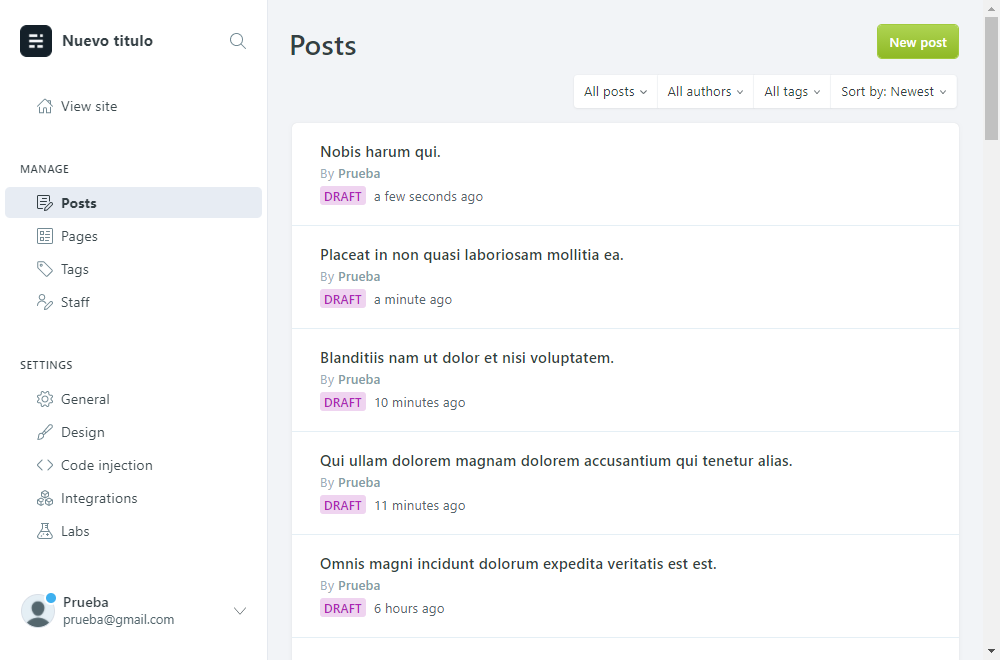 Nuevo titulo
View site
MANAGE
Posts
Pages
Tags
Staff
SETTINGS
General
Design
Code injection
Integrations
Labs
Prueba
prueba@gmail.com
Posts
New post
All posts
All authors
All tags
Sort by: Newest
Nobis harum qui.
By Prueba
DRAFT a few seconds ago
Placeat in non quasi laboriosam mollitia ea.
By Prueba
DRAFT a minute ago
Blanditiis nam ut dolor et nisi voluptatem.
By Prueba
DRAFT 10 minutes ago
Qui ullam dolorem magnam dolorem accusantium qui tenetur alias.
By Prueba
DRAFT 11 minutes ago
Omnis magni incidunt dolorum expedita veritatis est est.
By Prueba
DRAFT 6 hours ago